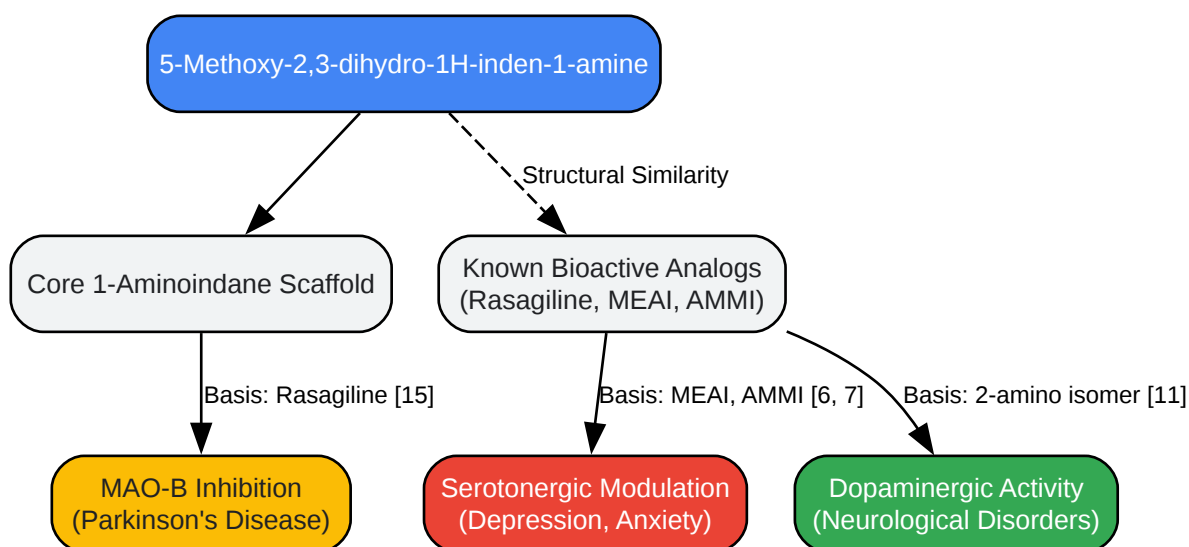 5-Methoxy-2,3-dihydro-1H-inden-1-amine
Structural Similarity
Core 1-Aminoindane Scaffold
Known Bioactive Analogs
(Rasagiline, MEAI, AMMI)
Basis: Rasagiline [15]
Basis: MEAI, AMMI [6, 7]
Basis: 2-amino isomer [11]
MAO-B Inhibition
(Parkinson's Disease)
Serotonergic Modulation
(Depression, Anxiety)
Dopaminergic Activity
(Neurological Disorders)